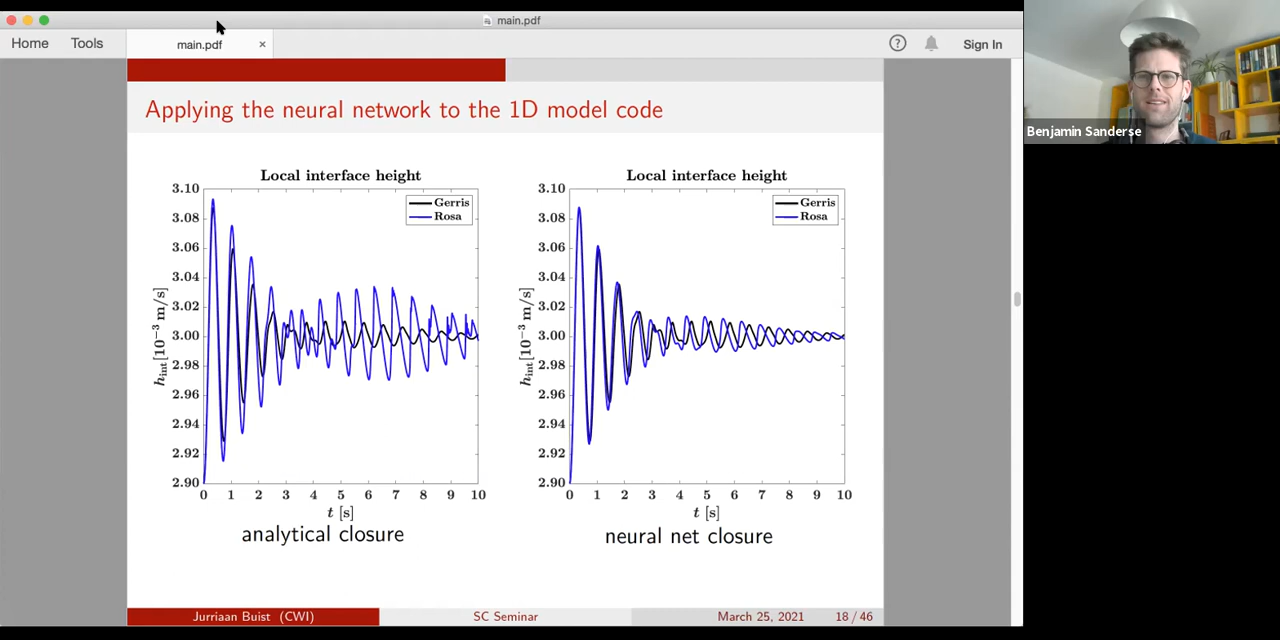 main.pdf
Home Tools main.pdf × ? Sign In
Benjamin Sanderse
Applying the neural network to the 1D model code
Local interface height
3.10
3.08
3.06
3.04
3.02
3.00
2.98
2.96
2.94
2.92
2.90
h_int[10^-3 m/s]
Gerris
Rosa
0 1 2 3 4 5 6 7 8 9 10
t [s]
analytical closure
Local interface height
3.10
3.08
3.06
3.04
3.02
3.00
2.98
2.96
2.94
2.92
2.90
h_int[10^-3 m/s]
Gerris
Rosa
0 1 2 3 4 5 6 7 8 9 10
t [s]
neural net closure
Jurriaan Buist (CWI) SC Seminar March 25, 2021 18 / 46